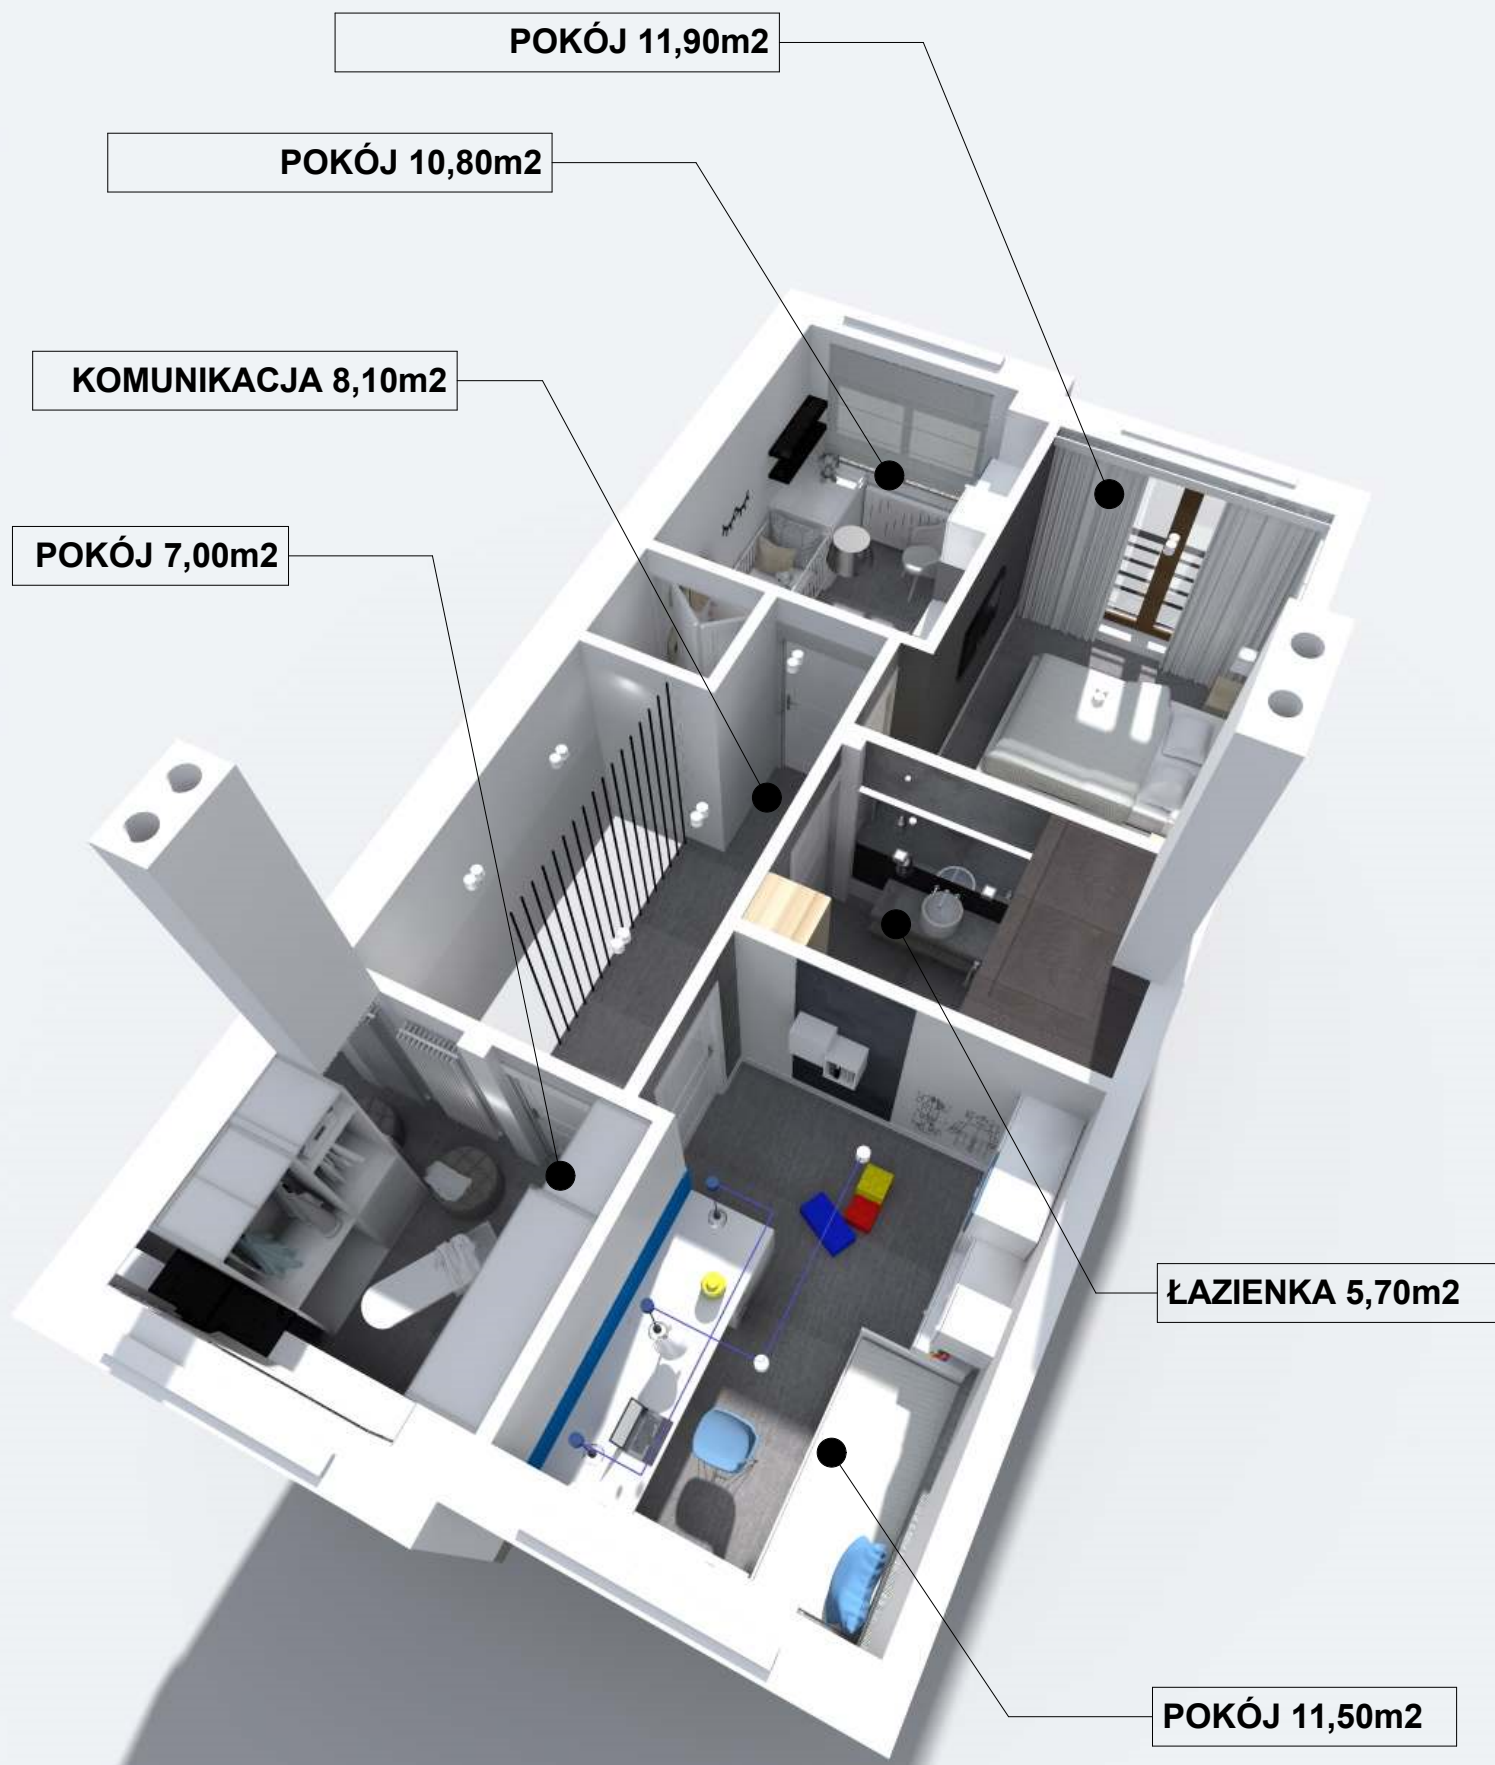 POKÓJ 11,90m2
POKÓJ 10,80m2
KOMUNIKACJA 8,10m2
POKÓJ 7,00m2
ŁAZIENKA 5,70m2
POKÓJ 11,50m2